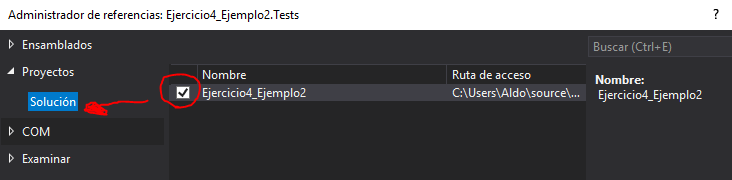 Administrador de referencias: Ejercicio4_Ejemplo2.Tests ?
Ensamblados
Buscar (Ctrl+E)
Proyectos
Nombre Ruta de acceso
Nombre:
Solución
Ejercicio4_Ejemplo2 C:\Users\Aldo\source\...
Ejercicio4_Ejemplo2
COM
Examinar